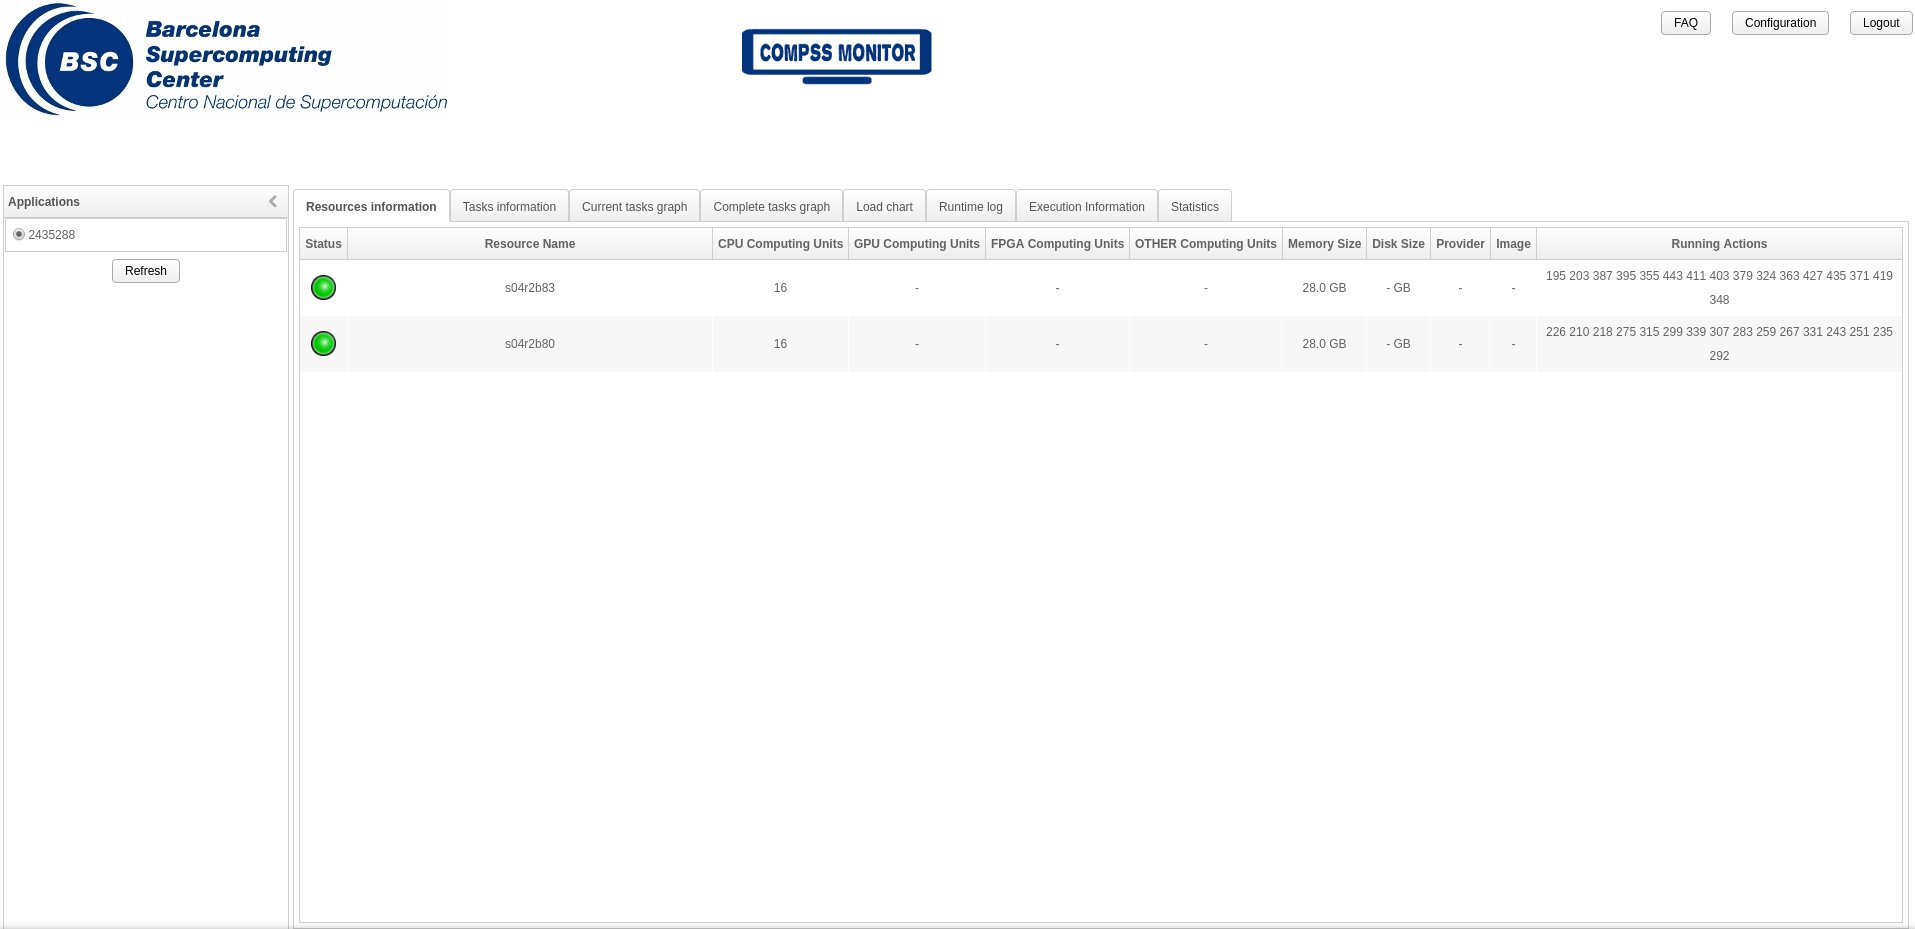 BSC
Barcelona
Supercomputing
Center
Centro Nacional de Supercomputación
COMPSS MONITOR
FAQ Configuration Logout
Applications
2435288
Refresh
Resources information Tasks information Current tasks graph Complete tasks graph Load chart Runtime log Execution Information Statistics
Status Resource Name CPU Computing Units GPU Computing Units FPGA Computing Units OTHER Computing Units Memory Size Disk Size Provider Image Running Actions
s04r2b83 16 - - - 28.0 GB - GB - - 195 203 387 395 355 443 411 403 379 324 363 427 435 371 419
348
s04r2b80 16 - - - 28.0 GB - GB - - 226 210 218 275 315 299 339 307 283 259 267 331 243 251 235
292